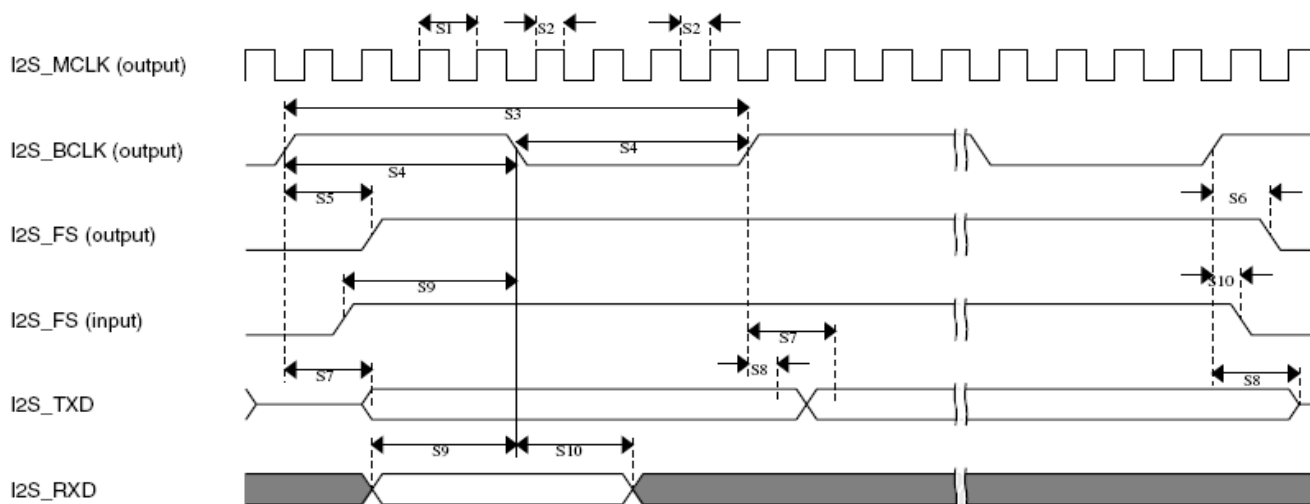 S1 S2 S2
I2S_MCLK (output)
S3
I2S_BCLK (output)
S4
S4
S5 S6
I2S_FS (output)
S9 S10
I2S_FS (input)
S7
S7 S8 S8
I2S_TXD
S9 S10
I2S_RXD